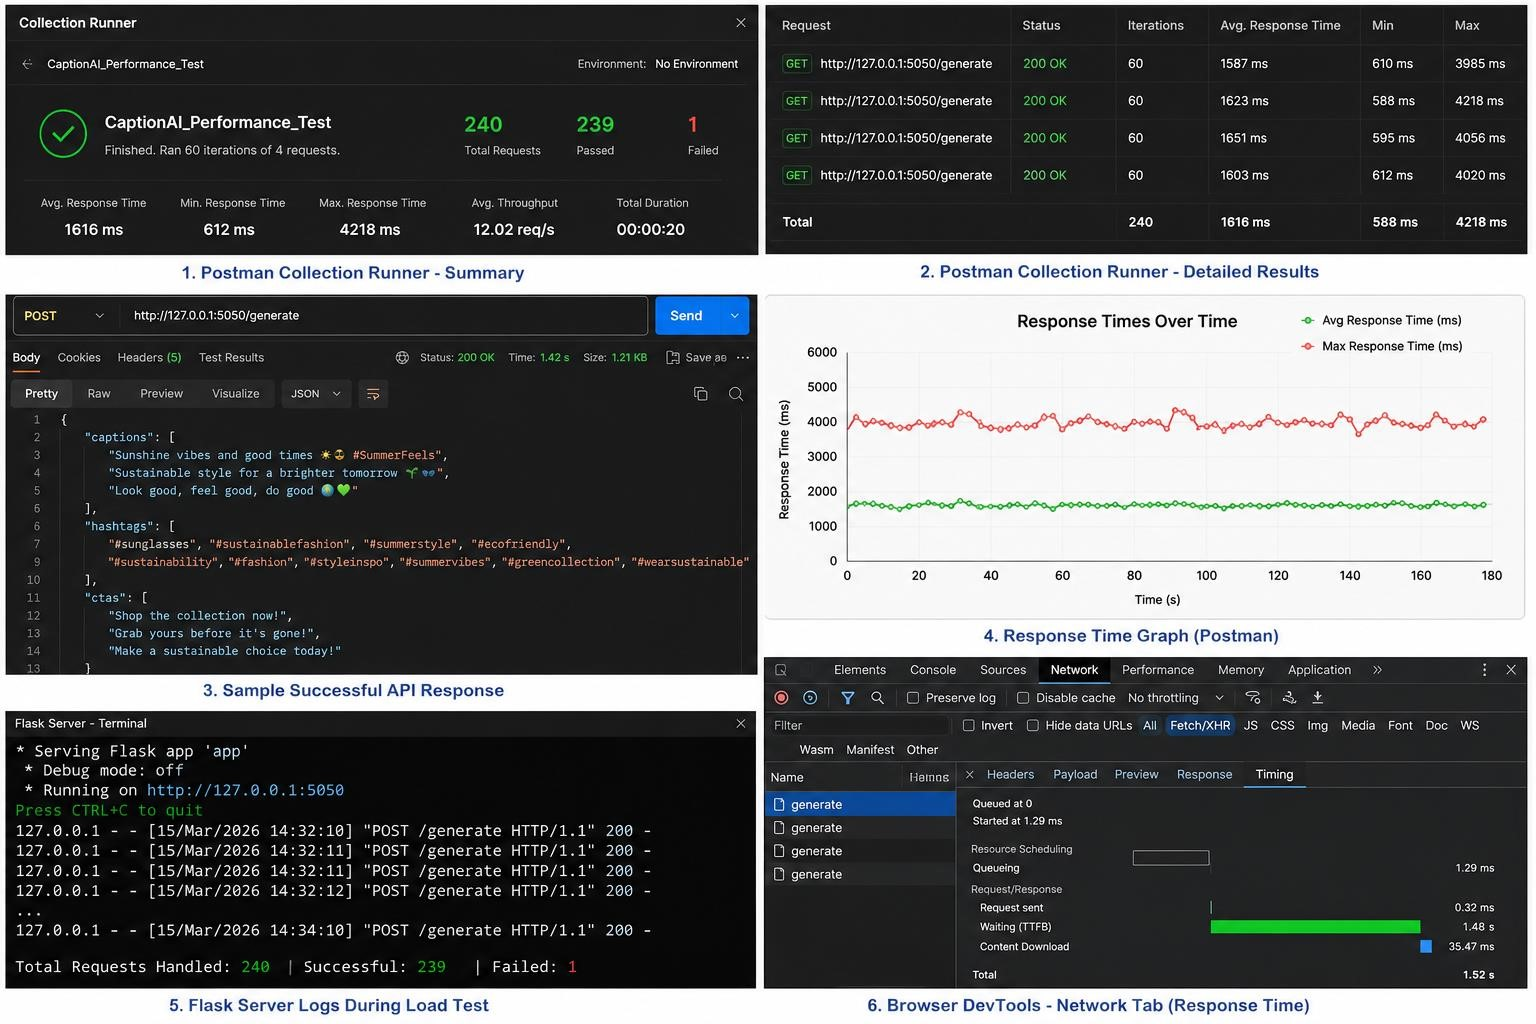 Collection Runner
CaptionAI_Performance_Test
Environment: No Environment
CaptionAI_Performance_Test
Finished. Ran 60 iterations of 4 requests.
240
239
1
Total Requests
Passed
Failed
Avg. Response Time
Min. Response Time
Max. Response Time
Avg. Throughput
Total Duration
1616 ms
612 ms
4218 ms
12.02 req/s
00:00:20
1. Postman Collection Runner - Summary
Request Status Iterations Avg. Response Time Min Max
GET http://127.0.0.1:5050/generate 200 OK 60 1587 ms 610 ms 3985 ms
GET http://127.0.0.1:5050/generate 200 OK 60 1623 ms 588 ms 4218 ms
GET http://127.0.0.1:5050/generate 200 OK 60 1651 ms 595 ms 4056 ms
GET http://127.0.0.1:5050/generate 200 OK 60 1603 ms 612 ms 4020 ms
Total 240 1616 ms 588 ms 4218 ms
2. Postman Collection Runner - Detailed Results
POST http://127.0.0.1:5050/generate Send
Body Cookies Headers (5) Test Results Status: 200 OK Time: 1.42 s Size: 1.21 KB Save as ...
Pretty Raw Preview Visualize JSON
1 {
2 "captions": [
3 "Sunshine vibes and good times ☀️😎 #SummerFeels",
4 "Sustainable style for a brighter tomorrow 🌱👓",
5 "Look good, feel good, do good 🌍💚"
6 ],
6 "hashtags": [
7 "#sunglasses", "#sustainablefashion", "#summerstyle", "#ecofriendly",
9 "#sustainability", "#fashion", "#styleinspo", "#summervibes", "#greencollection", "#wearsustainable"
10 ],
11 "ctas": [
12 "Shop the collection now!",
13 "Grab yours before it's gone!",
14 "Make a sustainable choice today!"
13 }
3. Sample Successful API Response
Response Times Over Time
Avg Response Time (ms)
Max Response Time (ms)
Response Time (ms)
6000
5000
4000
3000
2000
1000
0
0 20 40 60 80 100 120 140 160 180
Time (s)
4. Response Time Graph (Postman)
Flask Server - Terminal
* Serving Flask app 'app'
* Debug mode: off
* Running on http://127.0.0.1:5050
Press CTRL+C to quit
127.0.0.1 - - [15/Mar/2026 14:32:10] "POST /generate HTTP/1.1" 200 -
127.0.0.1 - - [15/Mar/2026 14:32:11] "POST /generate HTTP/1.1" 200 -
127.0.0.1 - - [15/Mar/2026 14:32:11] "POST /generate HTTP/1.1" 200 -
127.0.0.1 - - [15/Mar/2026 14:32:12] "POST /generate HTTP/1.1" 200 -
...
127.0.0.1 - - [15/Mar/2026 14:34:10] "POST /generate HTTP/1.1" 200 -
Total Requests Handled: 240 | Successful: 239 | Failed: 1
5. Flask Server Logs During Load Test
Elements Console Sources Network Performance Memory Application »
Preserve log Disable cache No throttling
Filter Invert Hide data URLs All Fetch/XHR JS CSS Img Media Font Doc WS
Wasm Manifest Other
Name
Headers Payload Preview Response Timing
generate
generate
generate
generate
Queued at 0
Started at 1.29 ms
Resource Scheduling
Queueing 1.29 ms
Request/Response
Request sent 0.32 ms
Waiting (TTFB) 1.48 s
Content Download 35.47 ms
Total 1.52 s
6. Browser DevTools - Network Tab (Response Time)